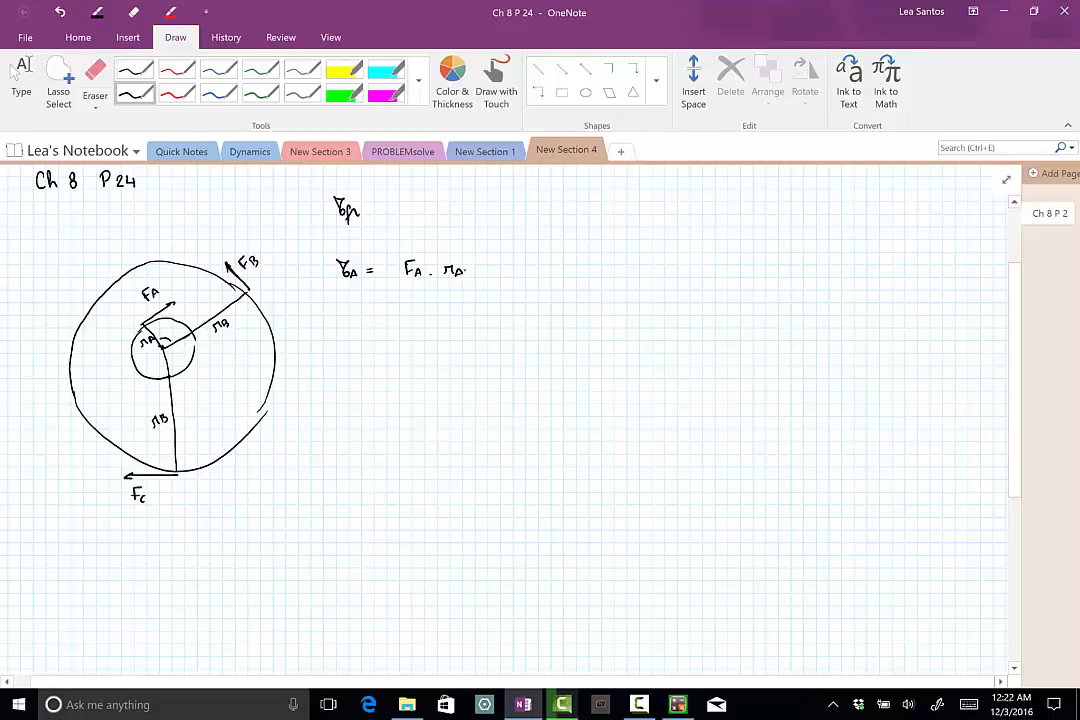 Ch 8 P 24 - OneNote
Lea Santos
File Home Insert Draw History Review View
Type
Lasso Select
Eraser
Color & Thickness
Draw with Touch
Insert Space
Delete
Arrange
Rotate
Ink to Text
Ink to Math
Tools
Shapes
Edit
Convert
Lea's Notebook
Quick Notes
Dynamics
New Section 3
PROBLEMsolve
New Section 1
New Section 4
Search (Ctrl+E)
Add Page
Ch 8 P 2
Ch 8 P 24
τA = FA . rA
FB
FA
rA
rB
rB
FC
Ask me anything
12:22 AM
12/3/2016